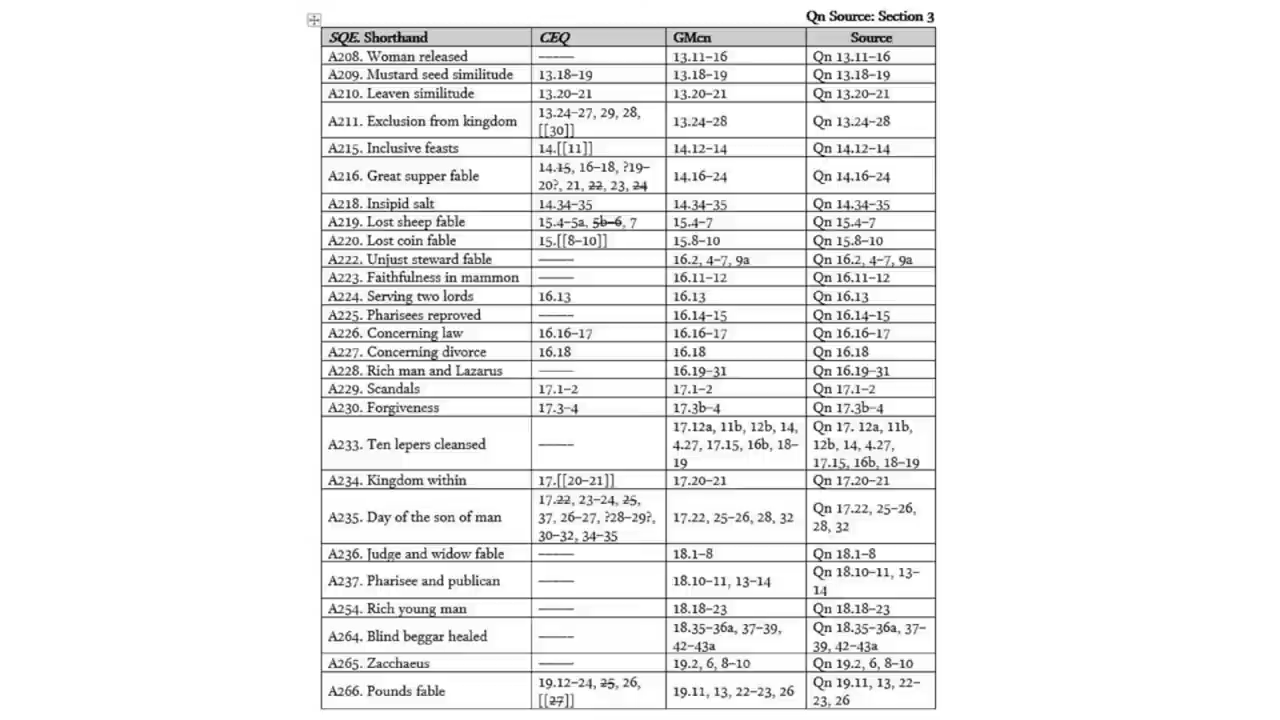 Qn Source: Section 3
SQE. Shorthand CEQ GMcn Source
A208. Woman released —— 13.11–16 Qn 13.11–16
A209. Mustard seed similitude 13.18–19 13.18–19 Qn 13.18–19
A210. Leaven similitude 13.20–21 13.20–21 Qn 13.20–21
A211. Exclusion from kingdom 13.24–27, 29, 28, [[30]] 13.24–28 Qn 13.24–28
A215. Inclusive feasts 14.[[11]] 14.12–14 Qn 14.12–14
A216. Great supper fable 14.15, 16–18, ?19–20?, 21, 22, 23, 24 14.16–24 Qn 14.16–24
A218. Insipid salt 14.34–35 14.34–35 Qn 14.34–35
A219. Lost sheep fable 15.4–5a, 5b–6, 7 15.4–7 Qn 15.4–7
A220. Lost coin fable 15.[[8–10]] 15.8–10 Qn 15.8–10
A222. Unjust steward fable —— 16.2, 4–7, 9a Qn 16.2, 4–7, 9a
A223. Faithfulness in mammon —— 16.11–12 Qn 16.11–12
A224. Serving two lords 16.13 16.13 Qn 16.13
A225. Pharisees reproved —— 16.14–15 Qn 16.14–15
A226. Concerning law 16.16–17 16.16–17 Qn 16.16–17
A227. Concerning divorce 16.18 16.18 Qn 16.18
A228. Rich man and Lazarus —— 16.19–31 Qn 16.19–31
A229. Scandals 17.1–2 17.1–2 Qn 17.1–2
A230. Forgiveness 17.3–4 17.3b–4 Qn 17.3b–4
A233. Ten lepers cleansed —— 17.12a, 11b, 12b, 14, 4.27, 17.15, 16b, 18–19 Qn 17. 12a, 11b, 12b, 14, 4.27, 17.15, 16b, 18–19
A234. Kingdom within 17.[[20–21]] 17.20–21 Qn 17.20–21
A235. Day of the son of man 17.22, 23–24, 25, 37, 26–27, ?28–29?, 30–32, 34–35 17.22, 25–26, 28, 32 Qn 17.22, 25–26, 28, 32
A236. Judge and widow fable —— 18.1–8 Qn 18.1–8
A237. Pharisee and publican —— 18.10–11, 13–14 Qn 18.10–11, 13–14
A254. Rich young man —— 18.18–23 Qn 18.18–23
A264. Blind beggar healed —— 18.35–36a, 37–39, 42–43a Qn 18.35–36a, 37–39, 42–43a
A265. Zacchaeus —— 19.2, 6, 8–10 Qn 19.2, 6, 8–10
A266. Pounds fable 19.12–24, 25, 26, [[27]] 19.11, 13, 22–23, 26 Qn 19.11, 13, 22–23, 26